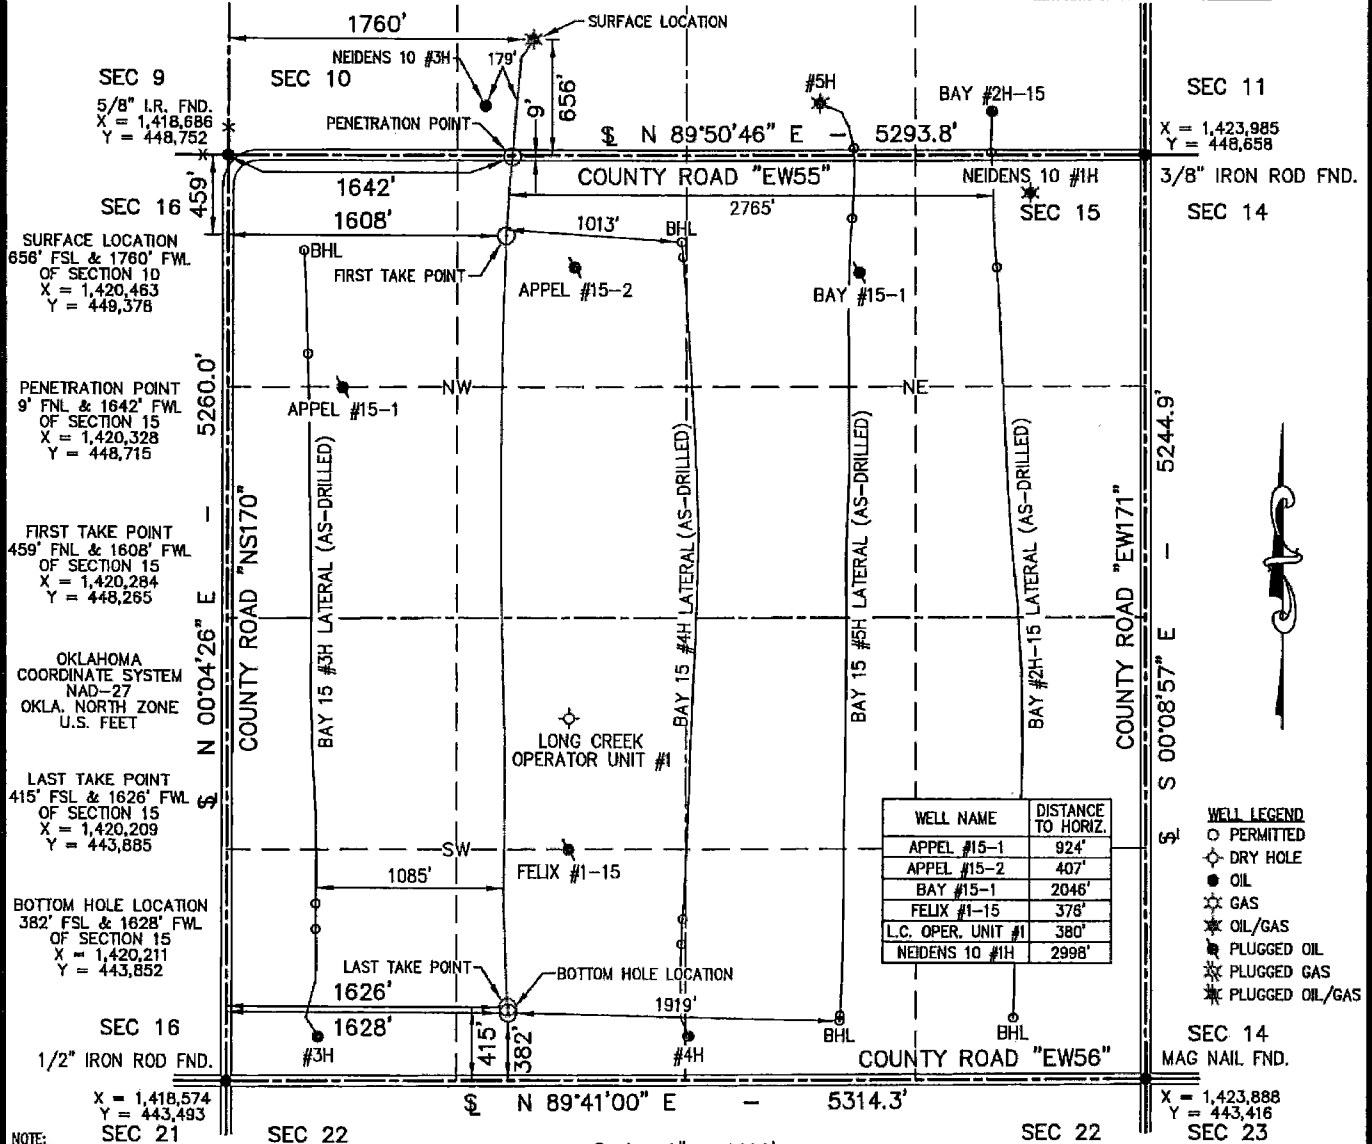 1760'
SURFACE LOCATION
NEIDENS 10 #3H
179'
SEC 9
SEC 10
#5H
BAY #2H-15
SEC 11
656'
9'
5/8" I.R. FND.
X = 1,418,686
Y = 448,752
PENETRATION POINT
N 89°50'46" E - 5293.8'
X = 1,423,985
Y = 448,658
COUNTY ROAD "EW55"
NEIDENS 10 #1H
3/8" IRON ROD FND.
459'
1642'
2765'
SEC 16
SEC 15
SEC 14
1608'
1013'
BHL
BHL
FIRST TAKE POINT
APPEL #15-2
BAY #15-1
SURFACE LOCATION
656' FSL & 1760' FWL
OF SECTION 10
X = 1,420,463
Y = 449,378
PENETRATION POINT
9' FNL & 1642' FWL
OF SECTION 15
X = 1,420,328
Y = 448,715
NW
NE
APPEL #15-1
FIRST TAKE POINT
459' FNL & 1608' FWL
OF SECTION 15
X = 1,420,284
Y = 448,265
OKLAHOMA
COORDINATE SYSTEM
NAD-27
OKLA. NORTH ZONE
U.S. FEET
N 00°04'26" E - 5260.0'
COUNTY ROAD "NS170"
BAY 15 #3H LATERAL (AS-DRILLED)
BAY 15 #4H LATERAL (AS-DRILLED)
BAY 15 #5H LATERAL (AS-DRILLED)
BAY #2H-15 LATERAL (AS-DRILLED)
COUNTY ROAD "EW171"
S 00°08'57" E - 5244.9'
LONG CREEK
OPERATOR UNIT #1
LAST TAKE POINT
415' FSL & 1626' FWL
OF SECTION 15
X = 1,420,209
Y = 443,885
SW
FELIX #1-15
1085'
WELL NAME DISTANCE TO HORIZ.
APPEL #15-1 924'
APPEL #15-2 407'
BAY #15-1 2046'
FELIX #1-15 376'
L.C. OPER. UNIT #1 380'
NEIDENS 10 #1H 2998'
WELL LEGEND
PERMITTED
DRY HOLE
OIL
GAS
OIL/GAS
PLUGGED OIL
PLUGGED GAS
PLUGGED OIL/GAS
BOTTOM HOLE LOCATION
382' FSL & 1628' FWL
OF SECTION 15
X = 1,420,211
Y = 443,852
LAST TAKE POINT
BOTTOM HOLE LOCATION
1626'
1919'
1628'
415'
382'
SEC 16
#3H
#4H
BHL
BHL
SEC 14
1/2" IRON ROD FND.
COUNTY ROAD "EW56"
MAG NAIL FND.
X = 1,418,574
Y = 443,493
N 89°41'00" E - 5314.3'
X = 1,423,888
Y = 443,416
NOTE:
SEC 21
SEC 22
SEC 22
SEC 23